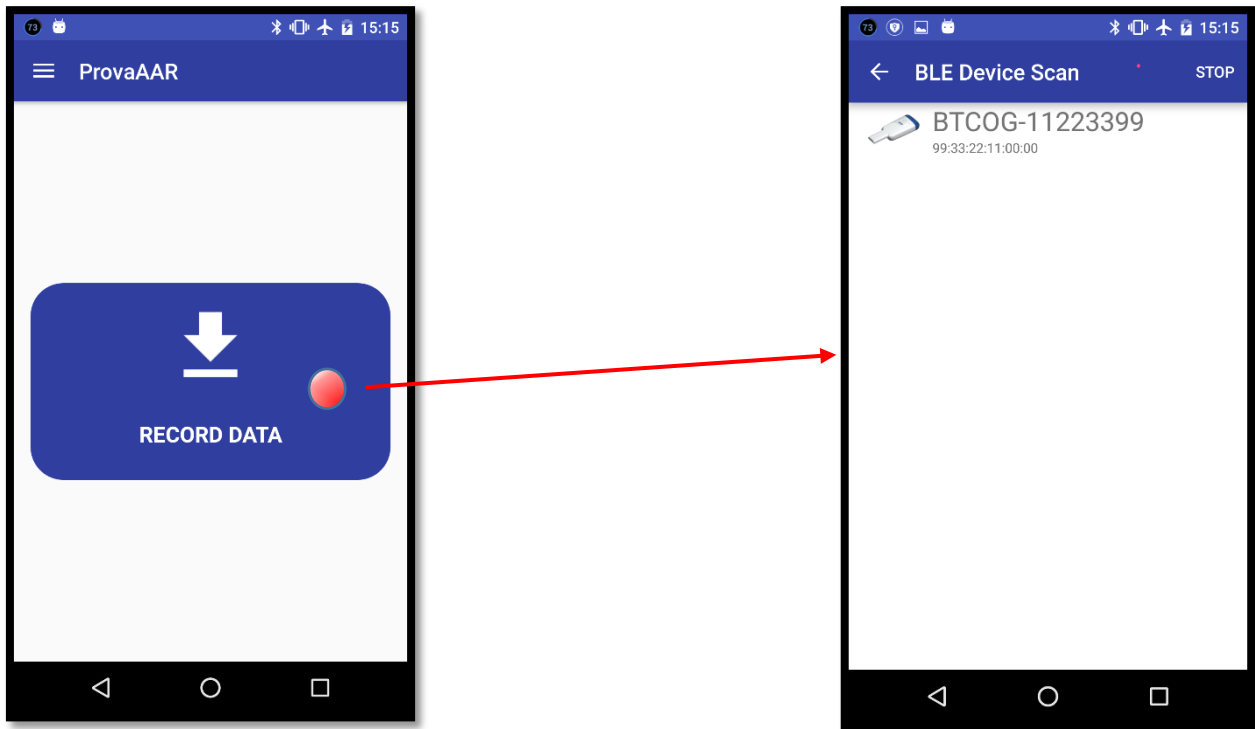 73 15:15
ProvaAAR
RECORD DATA
73 15:15
BLE Device Scan STOP
BTCOG-11223399
99:33:22:11:00:00